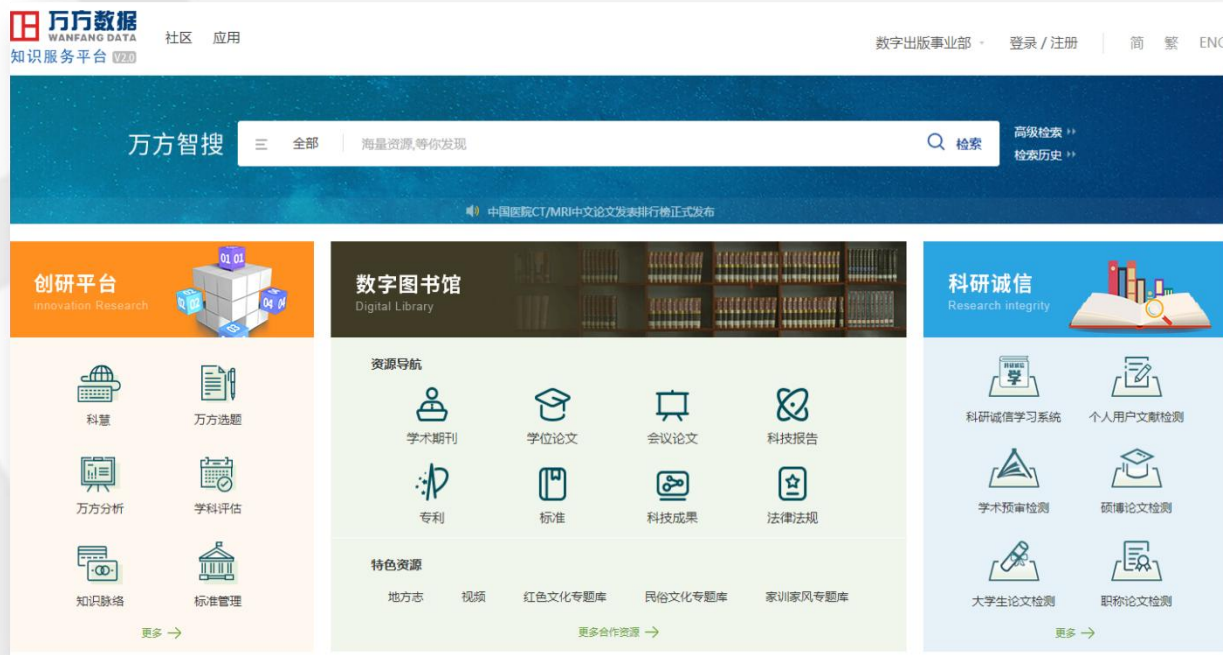 万方数据
WANFANG DATA
知识服务平台 V2.0
社区 应用
数字出版事业部 登录 / 注册 简 繁 ENG
万方智搜 全部 海量资源,等你发现 检索
高级检索
检索历史
中国医院CT/MRI中文论文发表排行榜正式发布
创研平台
Innovation Research
01 01
02 02
04 04
03
科慧 万方选题
万方分析 学科评估
知识脉络 标准管理
更多
数字图书馆
Digital Library
资源导航
学术期刊 学位论文 会议论文 科技报告
专利 标准 科技成果 法律法规
特色资源
地方志 视频 红色文化专题库 民俗文化专题库 家训家风专题库
更多合作资源
科研诚信
Research integrity
学
科研诚信学习系统 个人用户文献检测
学术预审检测 硕博论文检测
大学生论文检测 职称论文检测
更多